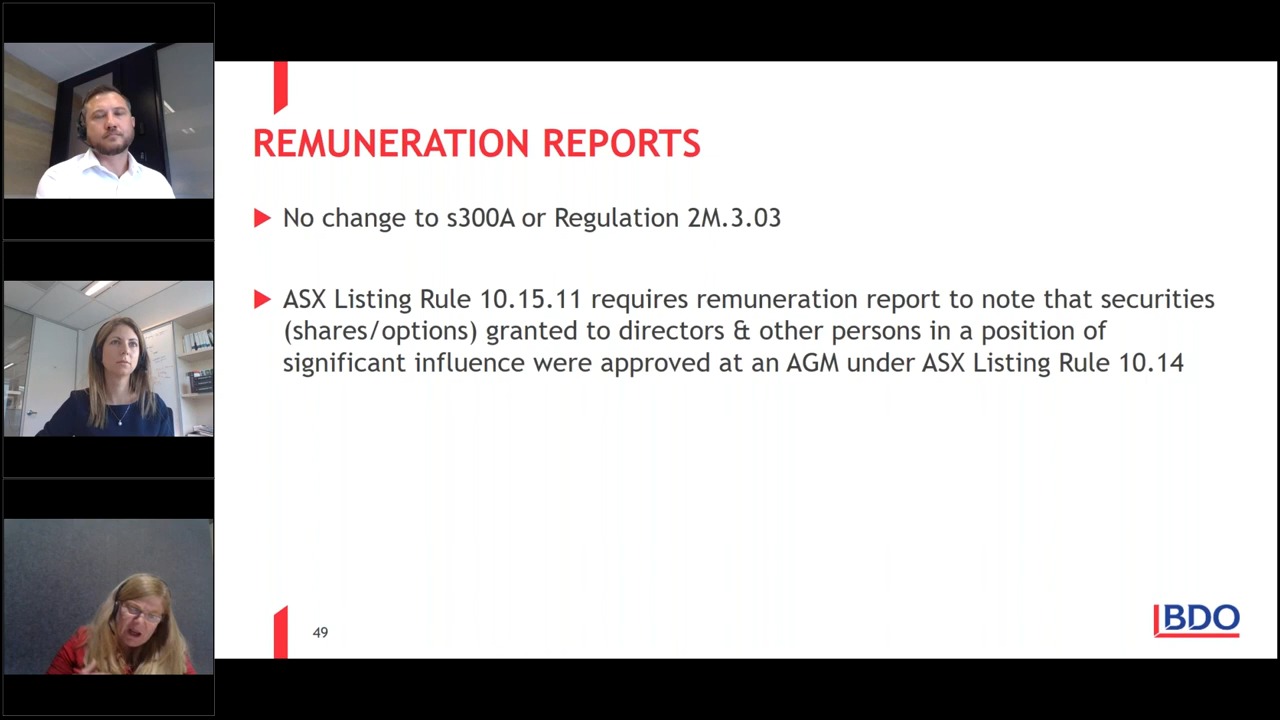 REMUNERATION REPORTS
No change to s300A or Regulation 2M.3.03
ASX Listing Rule 10.15.11 requires remuneration report to note that securities
(shares/options) granted to directors & other persons in a position of
significant influence were approved at an AGM under ASX Listing Rule 10.14
49
BDO